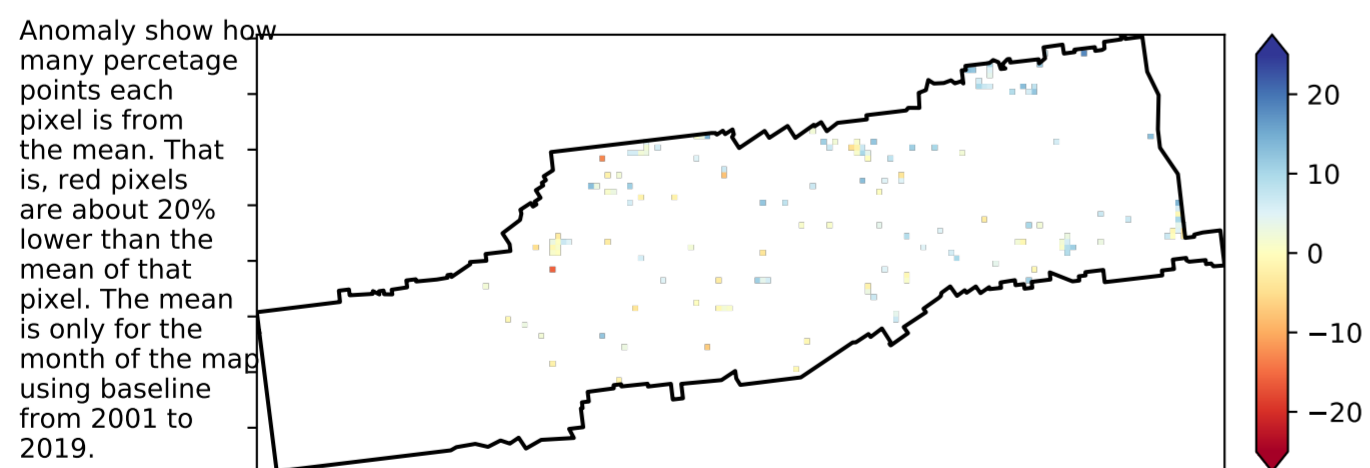 Anomaly show how
many percetage
points each
pixel is from
the mean. That
is, red pixels
are about 20%
lower than the
mean of that
pixel. The mean
is only for the
month of the map
using baseline
from 2001 to
2019.
20
10
0
−10
−20